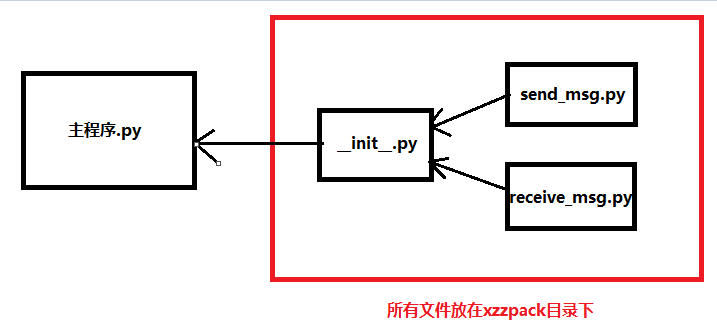 主程序.py
__init__.py
send_msg.py
receive_msg.py
所有文件放在xzzpack目录下